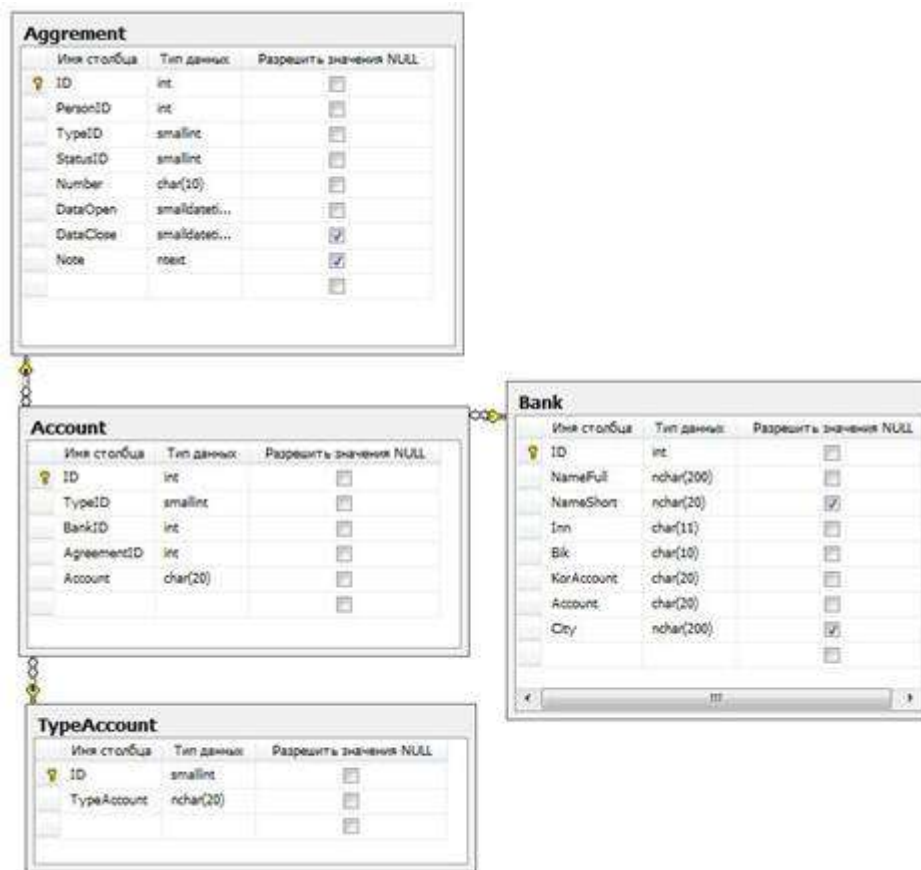 Aggrement
Имя столбца Тип данных Разрешить значения NULL
ID int
PersonID int
TypeID smallint
StatusID smallint
Number char(10)
DataOpen smalldateti...
DataClose smalldateti...
Note ntext
Account
Имя столбца Тип данных Разрешить значения NULL
ID int
TypeID smallint
BankID int
AgreementID int
Account char(20)
Bank
Имя столбца Тип данных Разрешить значения NULL
ID int
NameFull nchar(200)
NameShort nchar(20)
Inn char(11)
Bik char(10)
KorAccount char(20)
Account char(20)
City nchar(200)
TypeAccount
Имя столбца Тип данных Разрешить значения NULL
ID smallint
TypeAccount nchar(20)